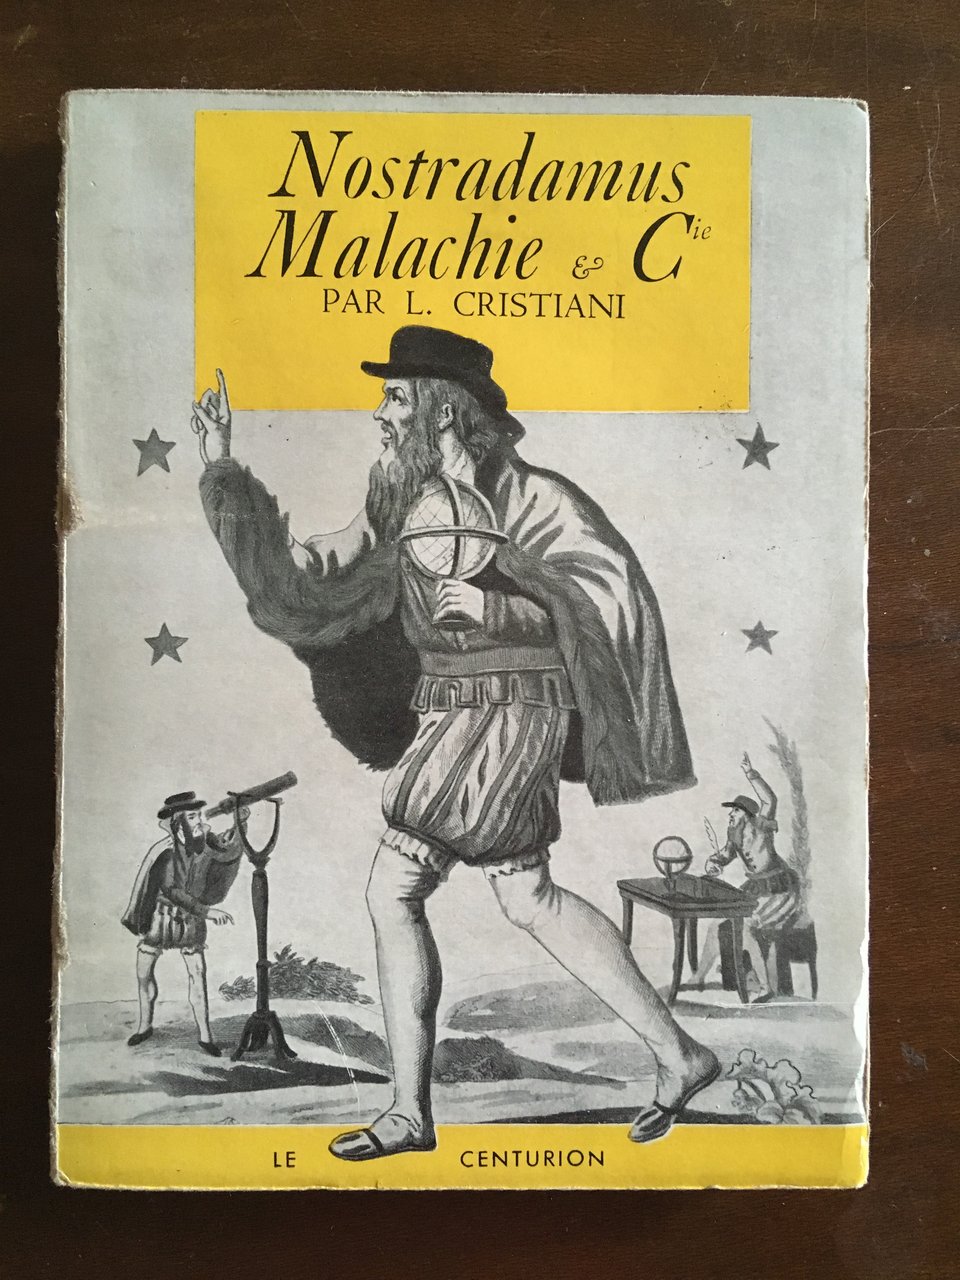 Nostradamus
Malachie & Cie
PAR L. CRISTIANI
LE CENTURION